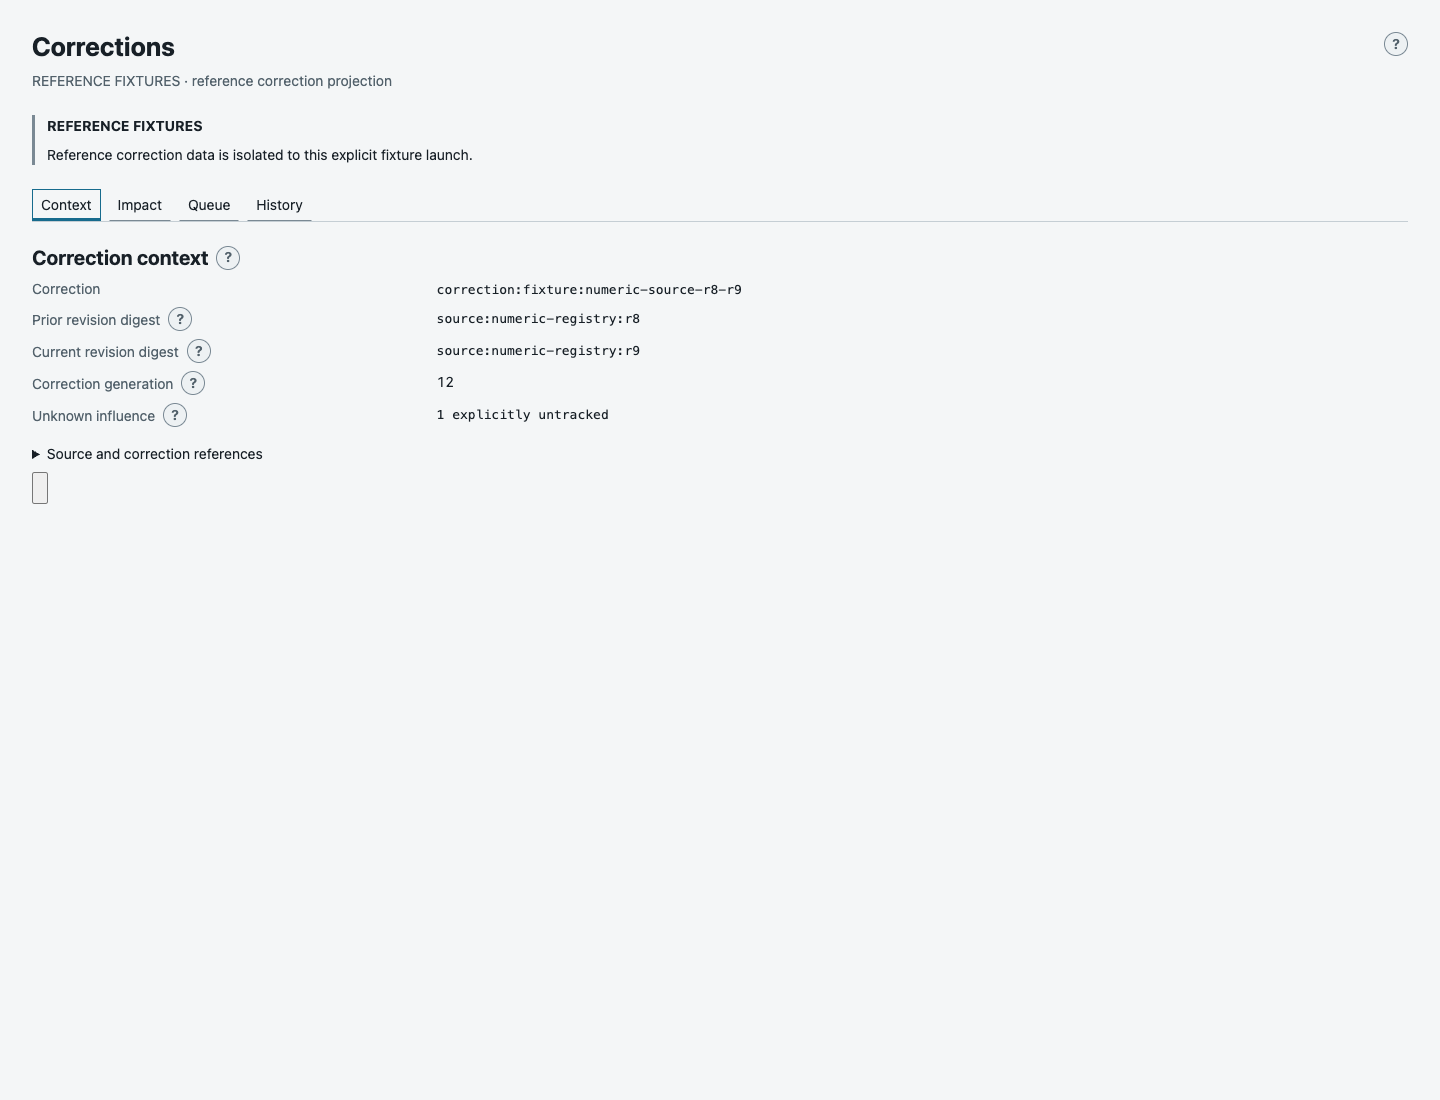 Corrections
?
REFERENCE FIXTURES · reference correction projection
REFERENCE FIXTURES
Reference correction data is isolated to this explicit fixture launch.
Context Impact Queue History
Correction context ?
Correction correction:fixture:numeric-source-r8-r9
Prior revision digest ? source:numeric-registry:r8
Current revision digest ? source:numeric-registry:r9
Correction generation ? 12
Unknown influence ? 1 explicitly untracked
Source and correction references